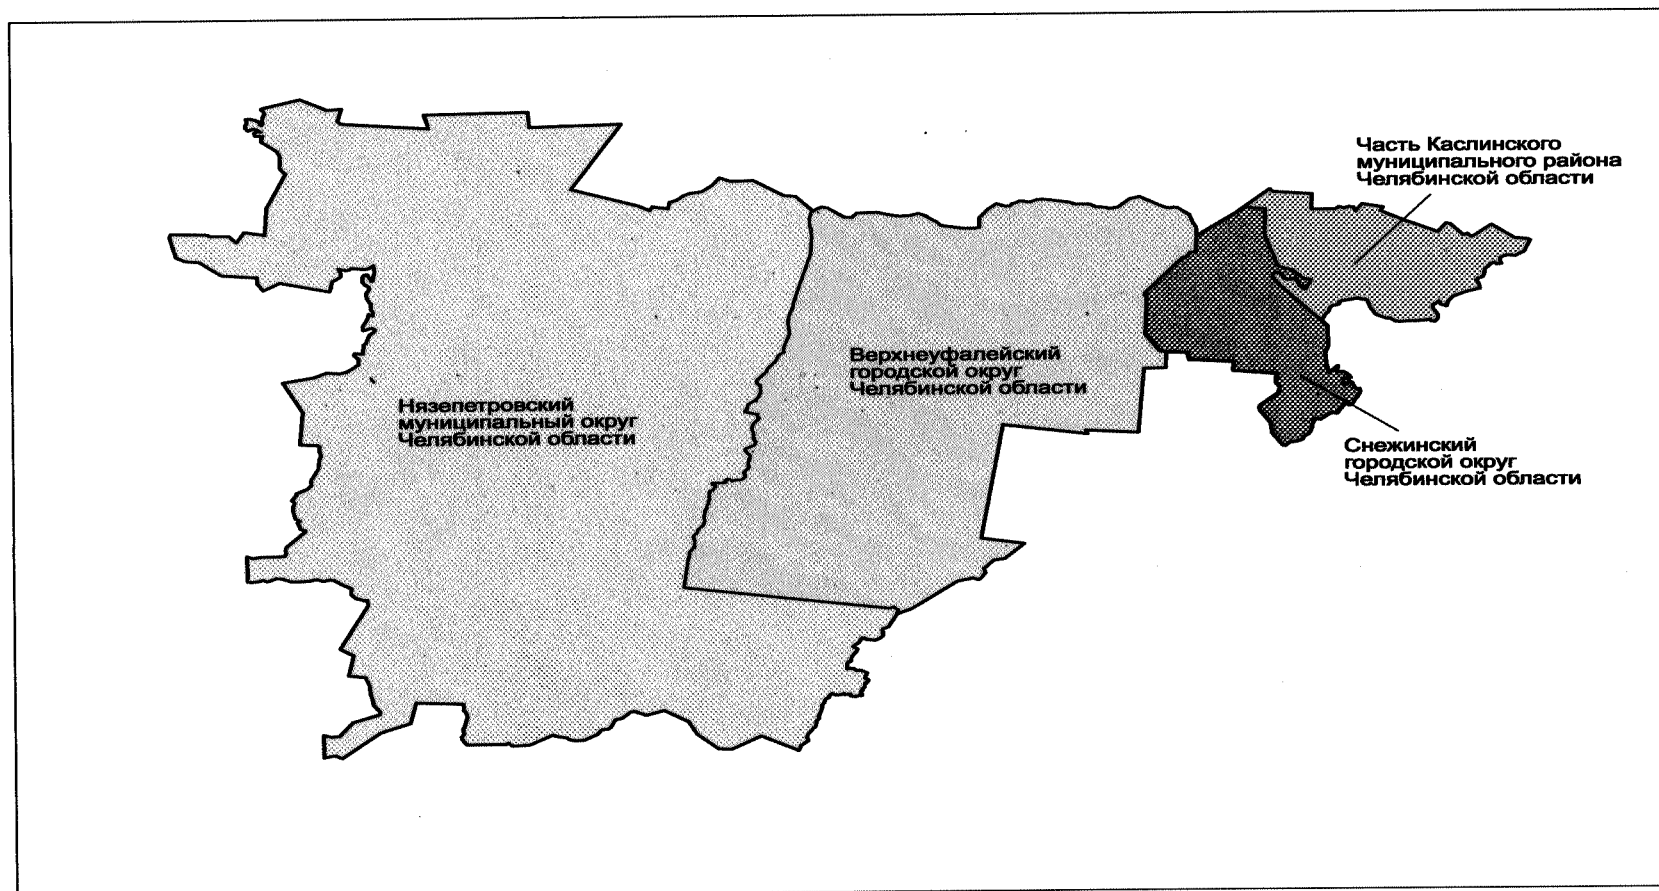 Часть Каслинского
муниципального района
Челябинской области
Верхнеуфалейский
городской округ
Челябинской области
Нязепетровский
муниципальный округ
Челябинской области
Снежинский
городской округ
Челябинской области